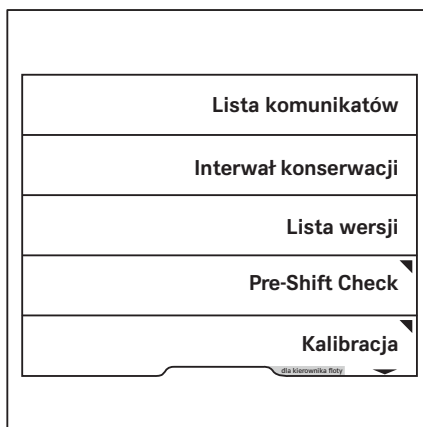 Lista komunikatów
Interwał konserwacji
Lista wersji
Pre-Shift Check
Kalibracja
dla kierownika floty